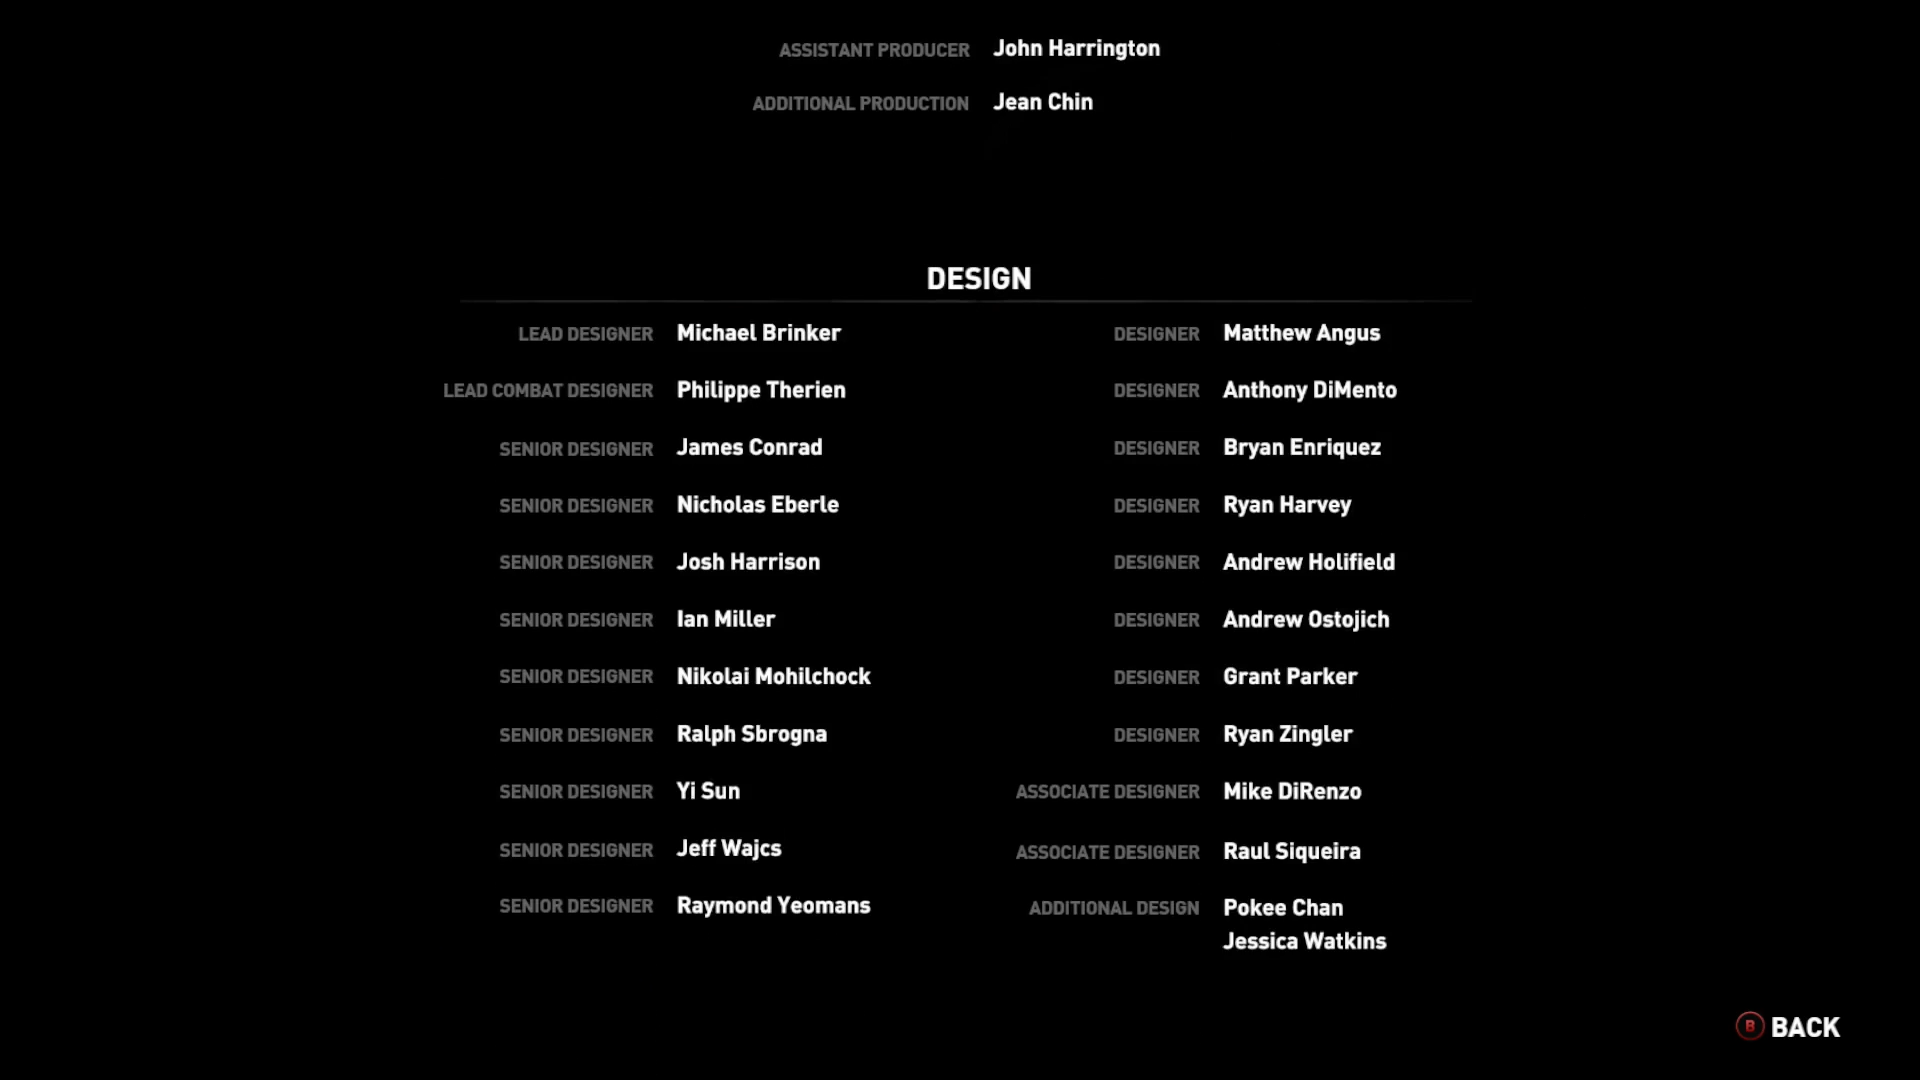 ASSISTANT PRODUCER John Harrington
ADDITIONAL PRODUCTION Jean Chin
DESIGN
LEAD DESIGNER Michael Brinker
LEAD COMBAT DESIGNER Philippe Therien
SENIOR DESIGNER James Conrad
SENIOR DESIGNER Nicholas Eberle
SENIOR DESIGNER Josh Harrison
SENIOR DESIGNER Ian Miller
SENIOR DESIGNER Nikolai Mohilchock
SENIOR DESIGNER Ralph Sbrogna
SENIOR DESIGNER Yi Sun
SENIOR DESIGNER Jeff Wajcs
SENIOR DESIGNER Raymond Yeomans
DESIGNER Matthew Angus
DESIGNER Anthony DiMento
DESIGNER Bryan Enriquez
DESIGNER Ryan Harvey
DESIGNER Andrew Holifield
DESIGNER Andrew Ostojich
DESIGNER Grant Parker
DESIGNER Ryan Zingler
ASSOCIATE DESIGNER Mike DiRenzo
ASSOCIATE DESIGNER Raul Siqueira
ADDITIONAL DESIGN Pokee Chan
Jessica Watkins
B BACK